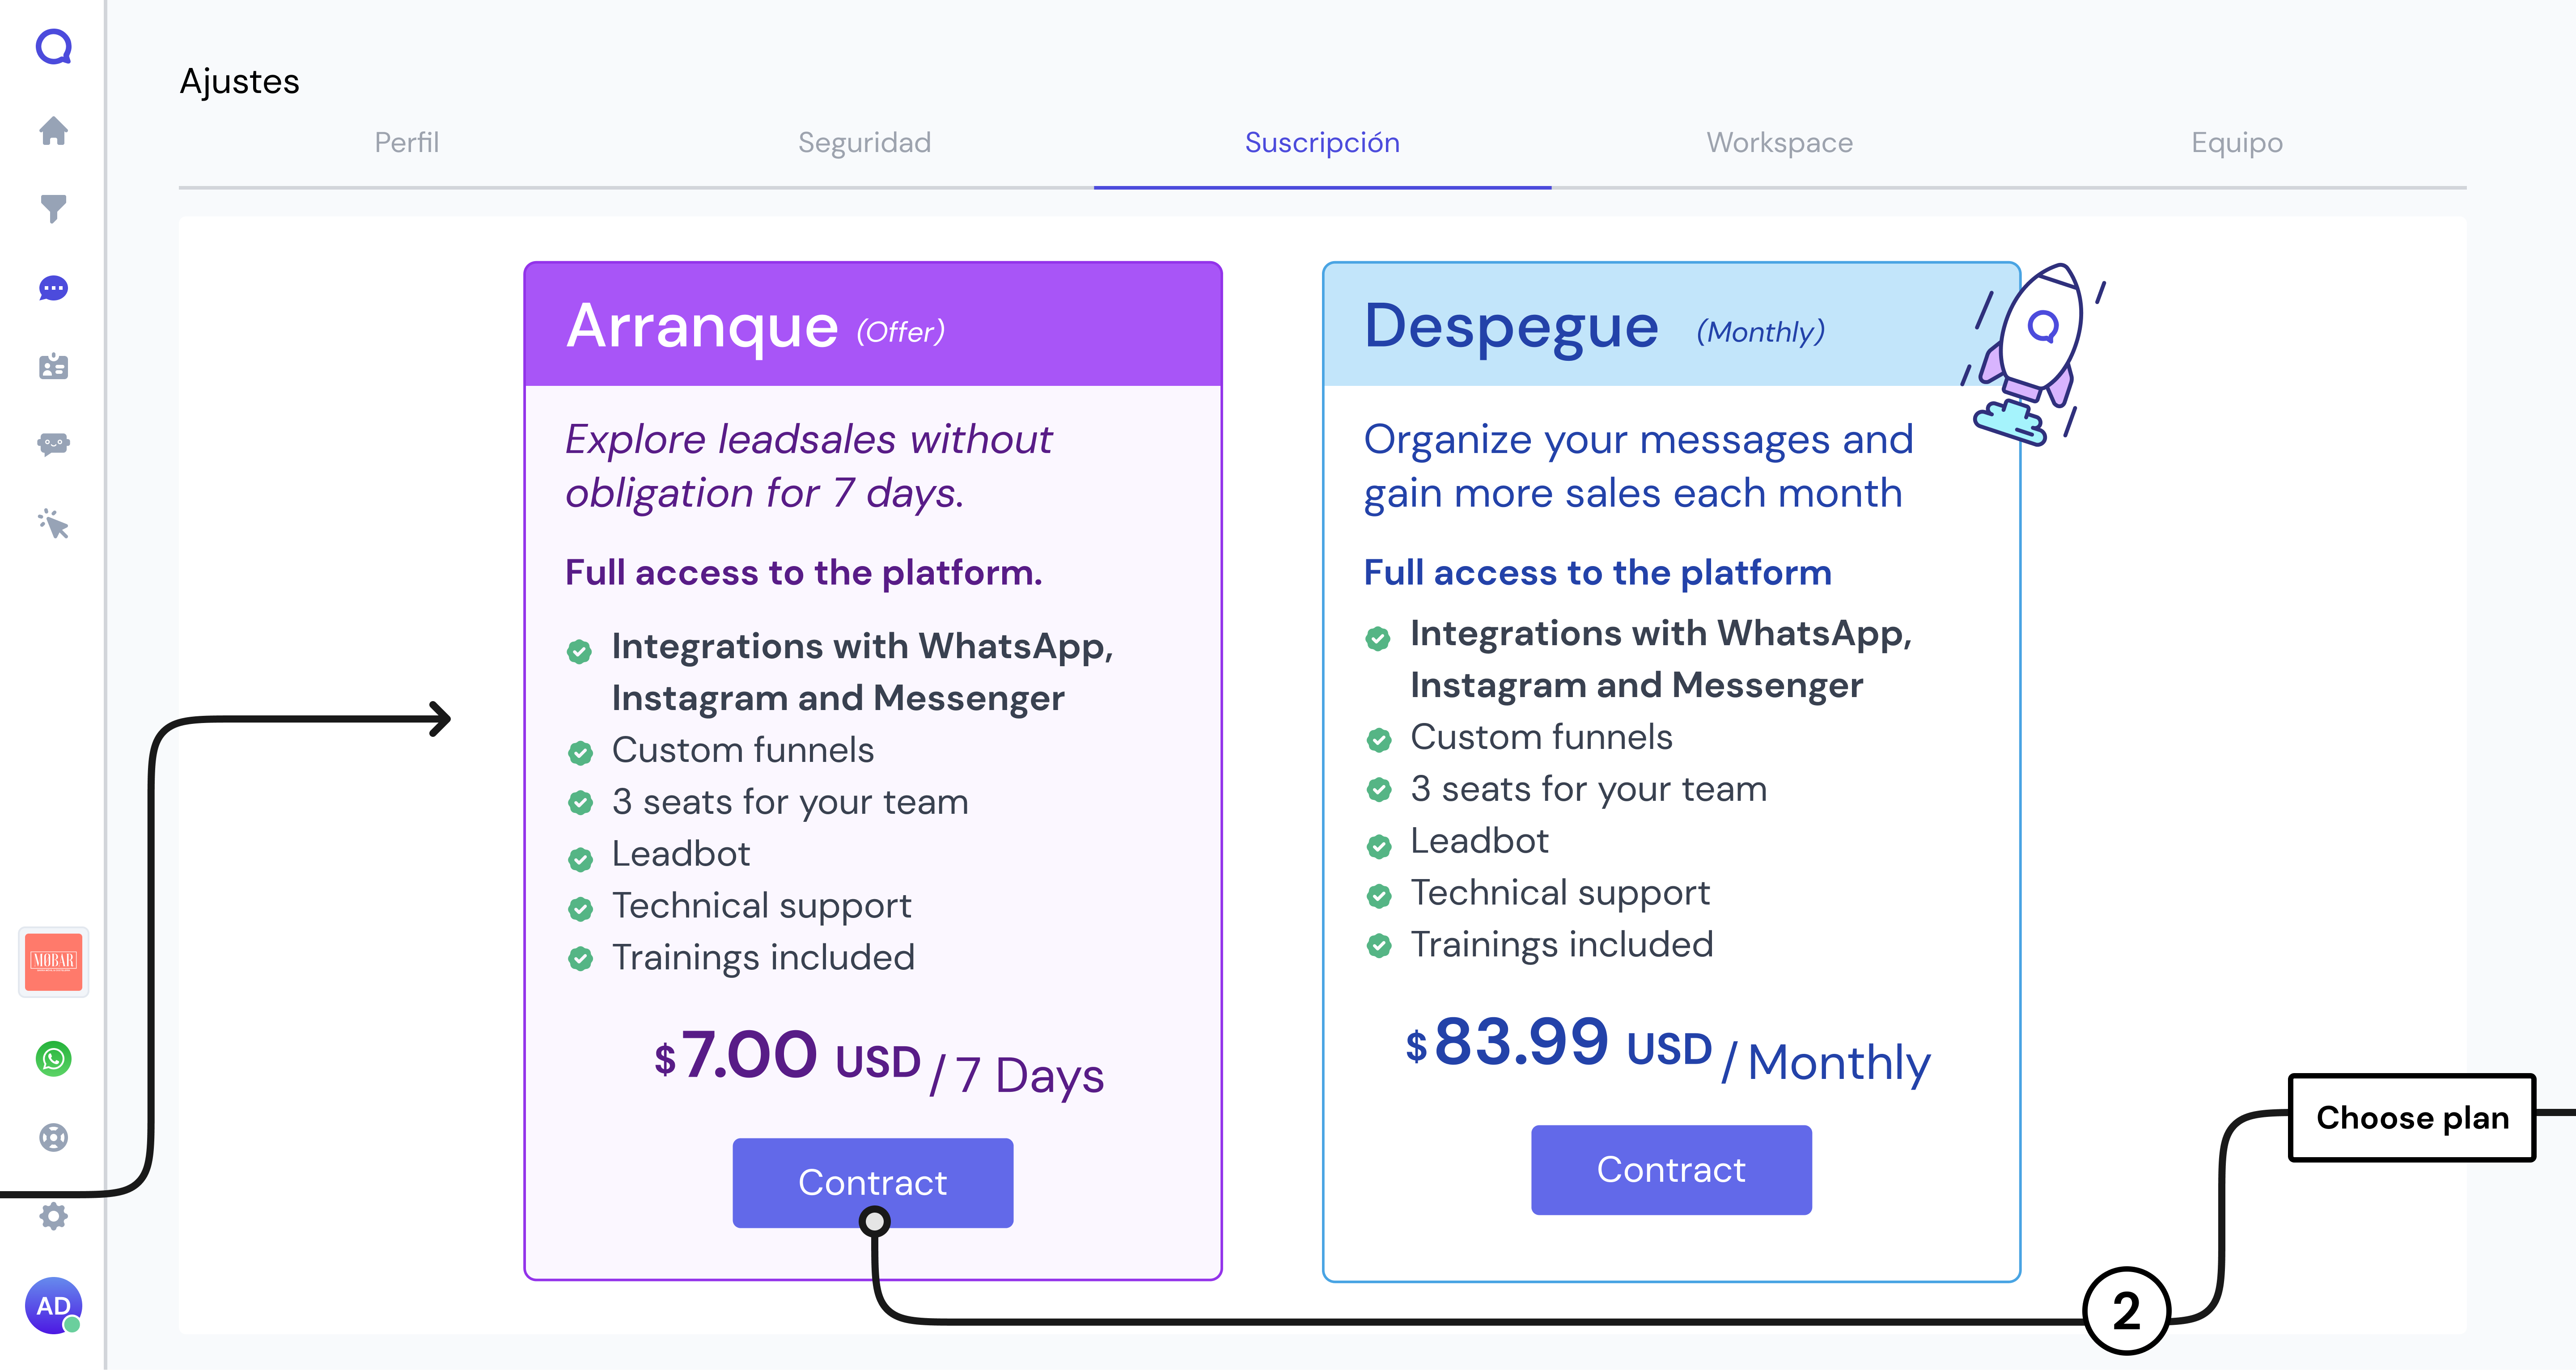 Ajustes
Perfil
Seguridad
Suscripción
Workspace
Equipo
Arranque (Offer)
Explore leadsales without
obligation for 7 days.
Full access to the platform.
Integrations with WhatsApp,
Instagram and Messenger
Custom funnels
3 seats for your team
Leadbot
Technical support
Trainings included
$7.00 USD / 7 Days
Contract
Despegue (Monthly)
Organize your messages and
gain more sales each month
Full access to the platform
Integrations with WhatsApp,
Instagram and Messenger
Custom funnels
3 seats for your team
Leadbot
Technical support
Trainings included
$83.99 USD / Monthly
Contract
Choose plan
2
MOBAR
AD